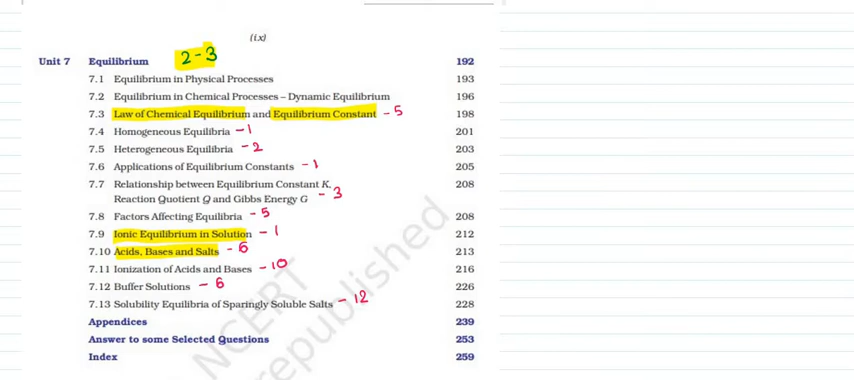 (ix)
Unit 7 Equilibrium 2-3 192
7.1 Equilibrium in Physical Processes 193
7.2 Equilibrium in Chemical Processes – Dynamic Equilibrium 196
7.3 Law of Chemical Equilibrium and Equilibrium Constant - 5 198
7.4 Homogeneous Equilibria - 1 201
7.5 Heterogeneous Equilibria - 2 203
7.6 Applications of Equilibrium Constants - 1 205
7.7 Relationship between Equilibrium Constant K, 208
Reaction Quotient Q and Gibbs Energy G - 3
7.8 Factors Affecting Equilibria - 5 208
7.9 Ionic Equilibrium in Solution - 1 212
7.10 Acids, Bases and Salts - 6 213
7.11 Ionization of Acids and Bases - 10 216
7.12 Buffer Solutions - 6 226
7.13 Solubility Equilibria of Sparingly Soluble Salts - 12 228
Appendices 239
Answer to some Selected Questions 253
Index 259
NCERT
republished